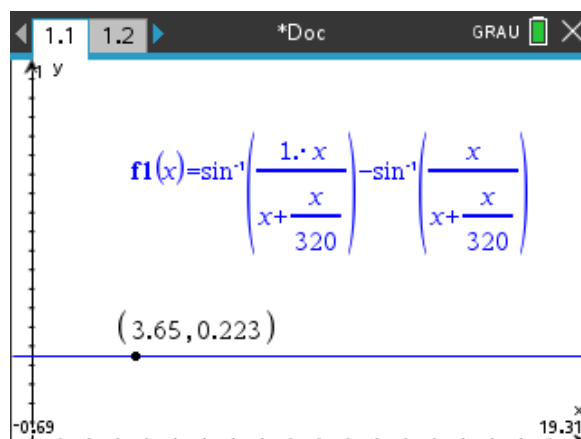 1.1 1.2 *Doc GRAU
1 y
f1(x)=sin⁻¹((1.·x)/(x+x/320))−sin⁻¹(x/(x+x/320))
(3.65,0.223)
x
-0.69 19.31